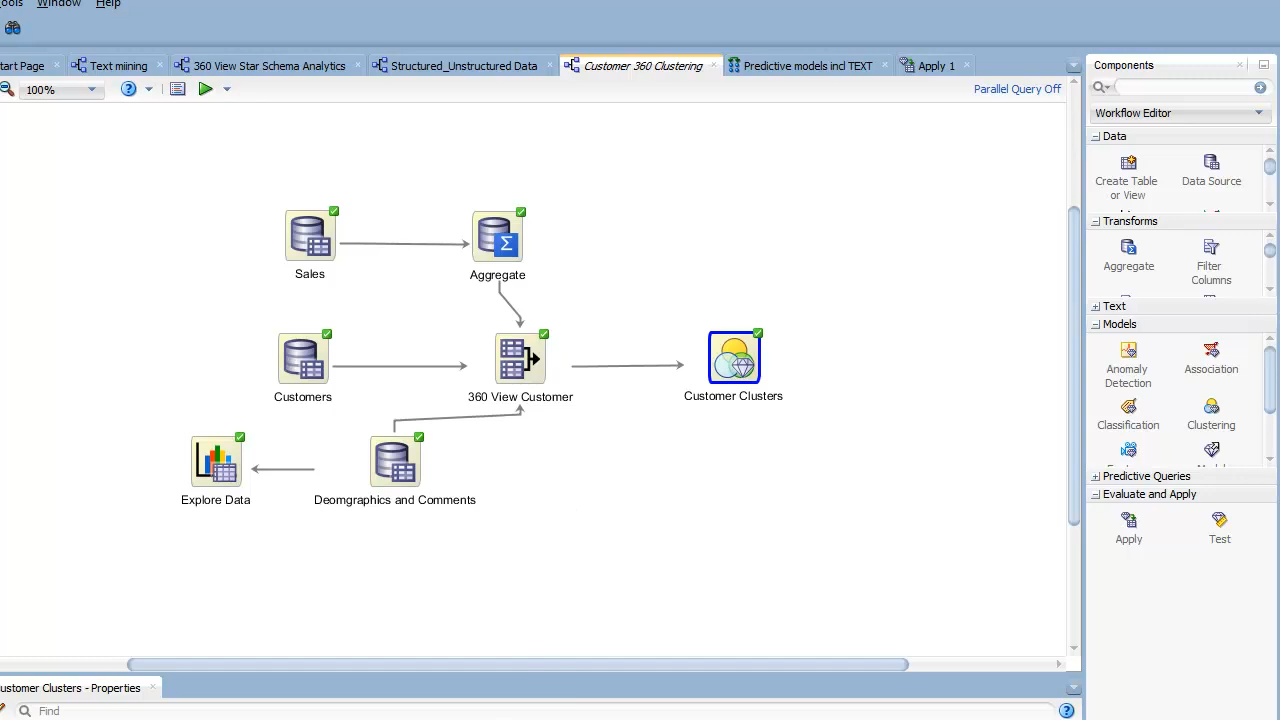 ools Window Help
tart Page
Text miining
360 View Star Schema Analytics
Structured_Unstructured Data
Customer 360 Clustering
Predictive models incl TEXT
Apply 1
Components
100%
Parallel Query Off
Workflow Editor
Data
Create Table or View
Data Source
Transforms
Aggregate
Filter Columns
Text
Models
Anomaly Detection
Association
Classification
Clustering
Predictive Queries
Evaluate and Apply
Apply
Test
Sales
Aggregate
Customers
360 View Customer
Customer Clusters
Explore Data
Deomgraphics and Comments
ustomer Clusters - Properties
Find